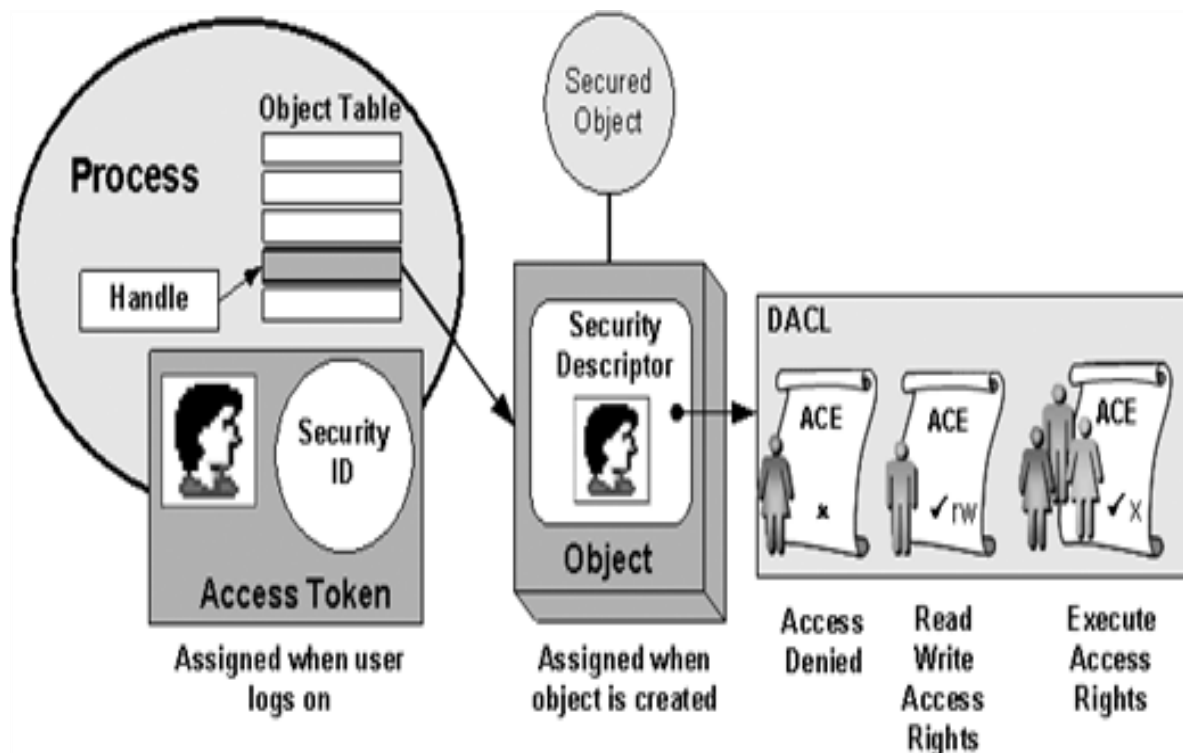 Process
Object Table
Handle
Security
ID
Access Token
Assigned when user
logs on
Secured
Object
Security
Descriptor
Object
Assigned when
object is created
DACL
ACE
x
ACE
✓ rw
ACE
✓ x
Access
Denied
Read
Write
Access
Rights
Execute
Access
Rights